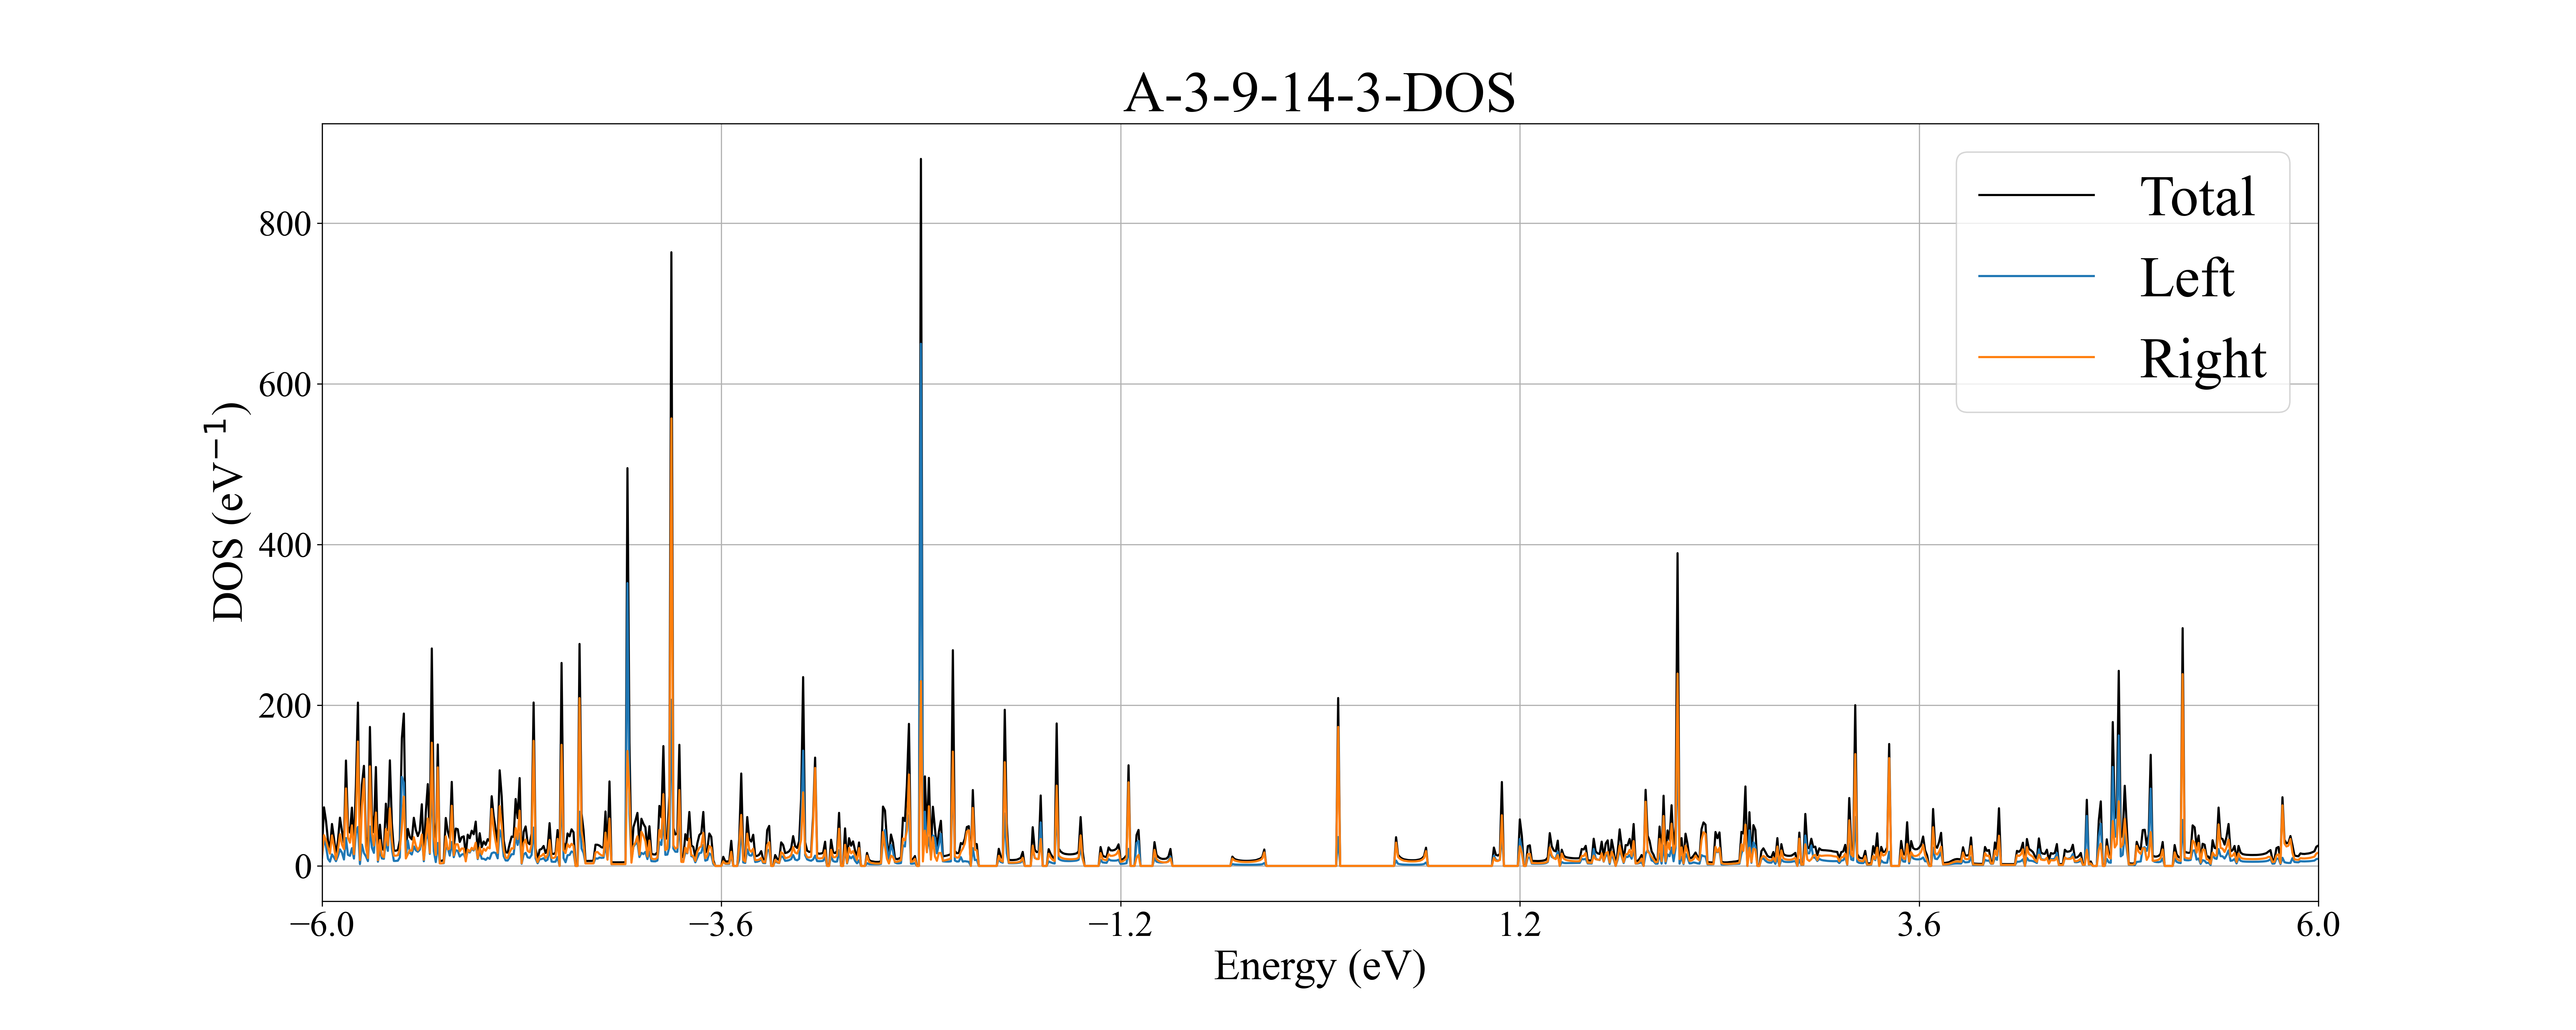 A-3-9-14-3-DOS
Total
Left
Right
800
600
400
200
0
DOS (eV⁻¹)
−6.0 −3.6 −1.2 1.2 3.6 6.0
Energy (eV)